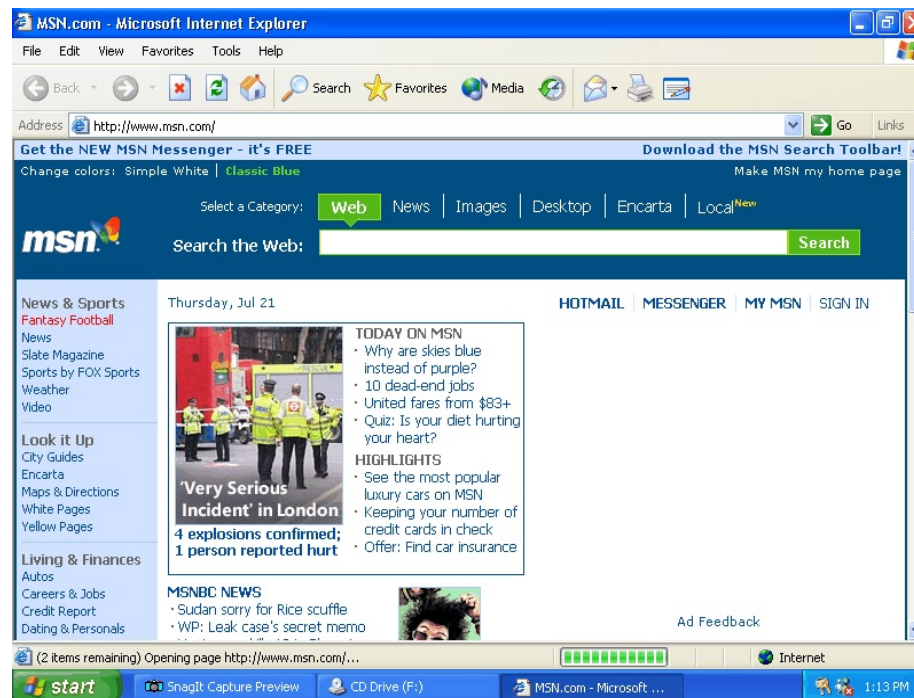 MSN.com - Microsoft Internet Explorer
File Edit View Favorites Tools Help
Back Search Favorites Media
Address http://www.msn.com/ Go Links
Get the NEW MSN Messenger - it's FREE Download the MSN Search Toolbar!
Change colors: Simple White | Classic Blue Make MSN my home page
Select a Category: Web News | Images | Desktop | Encarta | Local New
msn
Search the Web: Search
Thursday, Jul 21 HOTMAIL | MESSENGER | MY MSN | SIGN IN
News & Sports
Fantasy Football
News
Slate Magazine
Sports by FOX Sports
Weather
Video
Look it Up
City Guides
Encarta
Maps & Directions
White Pages
Yellow Pages
Living & Finances
Autos
Careers & Jobs
Credit Report
Dating & Personals
RESCUE
'Very Serious
Incident' in London
4 explosions confirmed;
1 person reported hurt
TODAY ON MSN
· Why are skies blue
instead of purple?
· 10 dead-end jobs
· United fares from $83+
· Quiz: Is your diet hurting
your heart?
HIGHLIGHTS
· See the most popular
luxury cars on MSN
· Keeping your number of
credit cards in check
· Offer: Find car insurance
MSNBC NEWS
· Sudan sorry for Rice scuffle
· WP: Leak case's secret memo
Ad Feedback
(2 items remaining) Opening page http://www.msn.com/... Internet
start SnagIt Capture Preview CD Drive (F:) MSN.com - Microsoft ... 1:13 PM